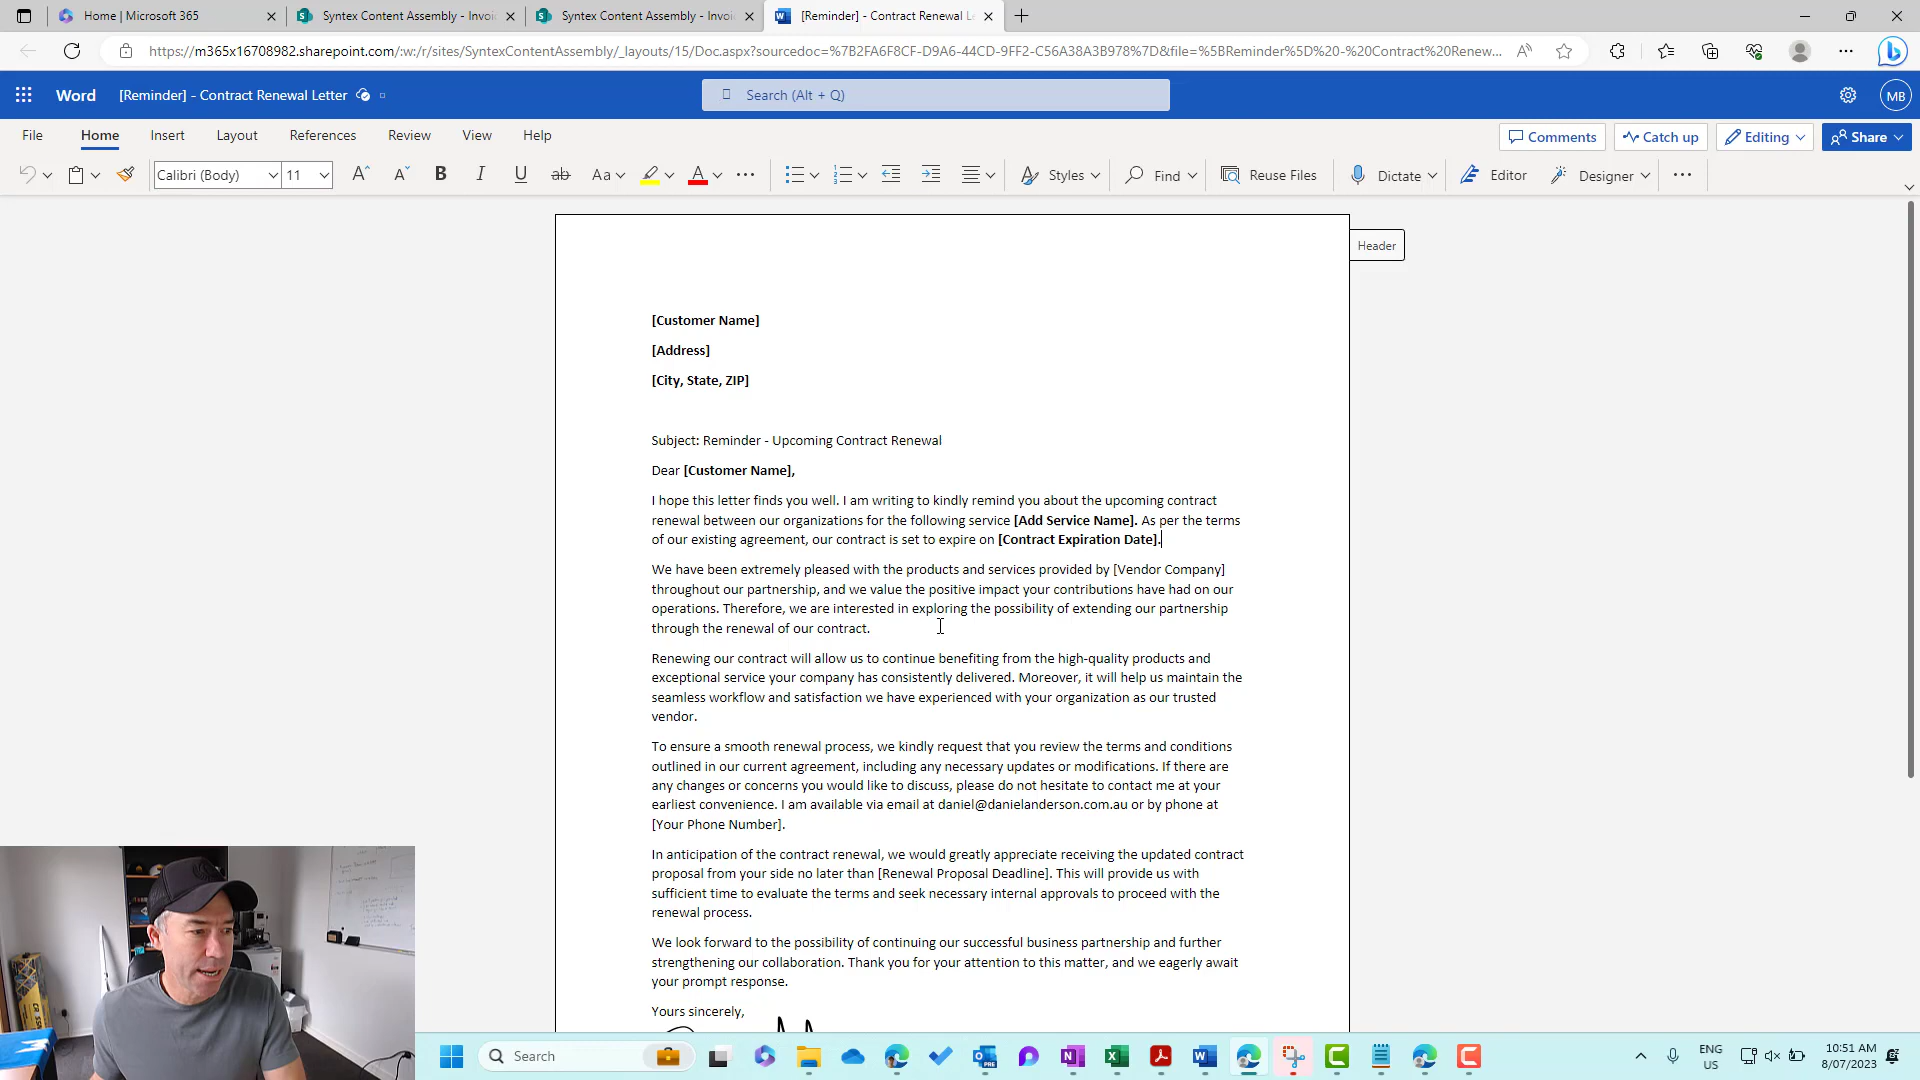 Home | Microsoft 365
Syntex Content Assembly - Invoi
Syntex Content Assembly - Invoi
[Reminder] - Contract Renewal L
https://m365x16708982.sharepoint.com/:w:/r/sites/SyntexContentAssembly/_layouts/15/Doc.aspx?sourcedoc=%7B2FA6F8CF-D9A6-44CD-9FF2-C56A38A3B978%7D&file=%5BReminder%5D%20-%20Contract%20Renew...
Word
[Reminder] - Contract Renewal Letter
Search (Alt + Q)
MB
File
Home
Insert
Layout
References
Review
View
Help
Comments
Catch up
Editing
Share
Calibri (Body)
11
Styles
Find
Reuse Files
Dictate
Editor
Designer
Header
[Customer Name]
[Address]
[City, State, ZIP]
Subject: Reminder - Upcoming Contract Renewal
Dear [Customer Name],
I hope this letter finds you well. I am writing to kindly remind you about the upcoming contract
renewal between our organizations for the following service [Add Service Name]. As per the terms
of our existing agreement, our contract is set to expire on [Contract Expiration Date].
We have been extremely pleased with the products and services provided by [Vendor Company]
throughout our partnership, and we value the positive impact your contributions have had on our
operations. Therefore, we are interested in exploring the possibility of extending our partnership
through the renewal of our contract.
Renewing our contract will allow us to continue benefiting from the high-quality products and
exceptional service your company has consistently delivered. Moreover, it will help us maintain the
seamless workflow and satisfaction we have experienced with your organization as our trusted
vendor.
To ensure a smooth renewal process, we kindly request that you review the terms and conditions
outlined in our current agreement, including any necessary updates or modifications. If there are
any changes or concerns you would like to discuss, please do not hesitate to contact me at your
earliest convenience. I am available via email at daniel@danielanderson.com.au or by phone at
[Your Phone Number].
In anticipation of the contract renewal, we would greatly appreciate receiving the updated contract
proposal from your side no later than [Renewal Proposal Deadline]. This will provide us with
sufficient time to evaluate the terms and seek necessary internal approvals to proceed with the
renewal process.
We look forward to the possibility of continuing our successful business partnership and further
strengthening our collaboration. Thank you for your attention to this matter, and we eagerly await
your prompt response.
Yours sincerely,
Search
ENG
US
10:51 AM
8/07/2023